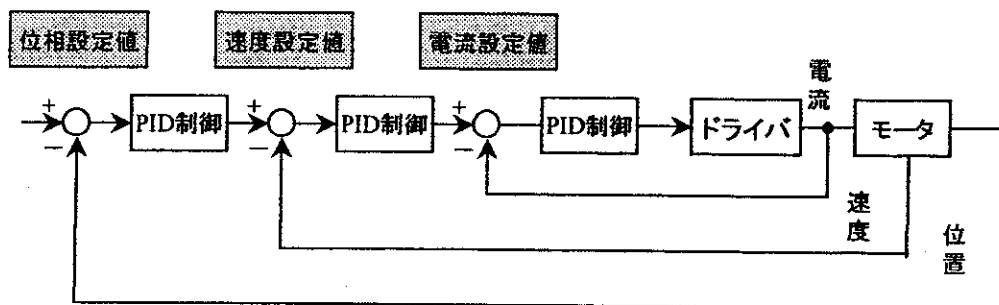 位相設定値
速度設定値
電流設定値
電流
+
−
PID制御
+
−
PID制御
+
−
PID制御
ドライバ
モータ
速度
位置